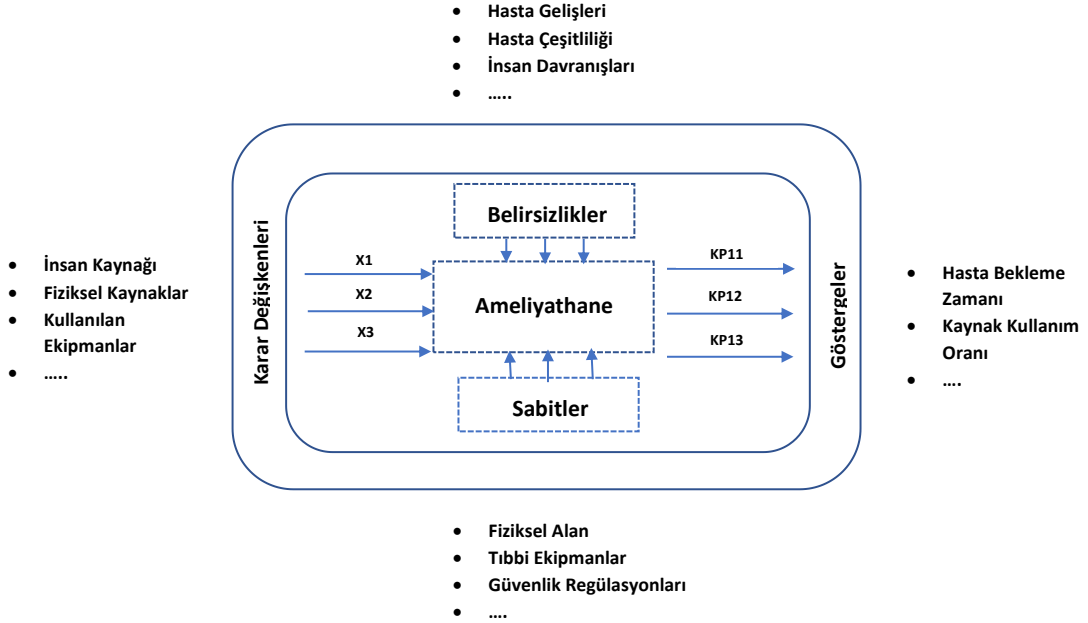 • Hasta Gelişleri
• Hasta Çeşitliliği
• İnsan Davranışları
• …..
Karar Değişkenleri
Belirsizlikler
X1
X2
X3
Ameliyathane
KP11
KP12
KP13
Sabitler
Göstergeler
• İnsan Kaynağı
• Fiziksel Kaynaklar
• Kullanılan
Ekipmanlar
• …..
• Hasta Bekleme
Zamanı
• Kaynak Kullanım
Oranı
• ….
• Fiziksel Alan
• Tıbbi Ekipmanlar
• Güvenlik Regülasyonları
• ….